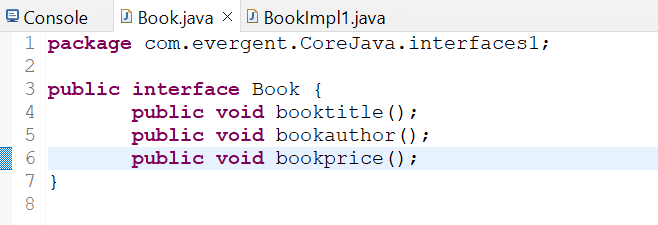 Console Book.java BookImpl1.java
1 package com.evergent.CoreJava.interfaces1;
2
3 public interface Book {
4 public void booktitle();
5 public void bookauthor();
6 public void bookprice();
7 }
8